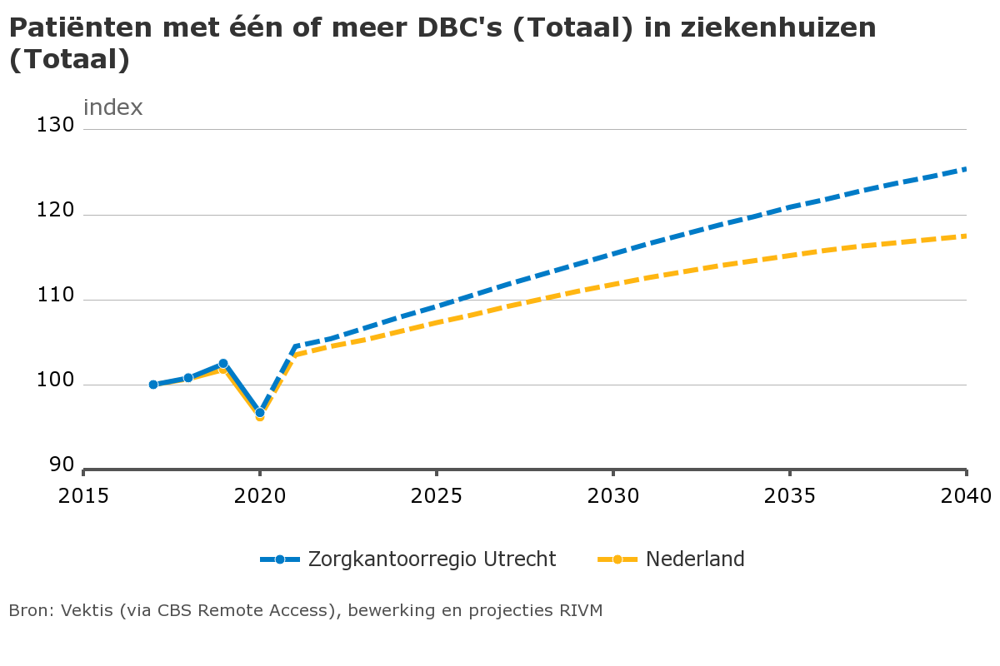 Patiënten met één of meer DBC's (Totaal) in ziekenhuizen
(Totaal)
index
130
120
110
100
90
2015 2020 2025 2030 2035 2040
Zorgkantoorregio Utrecht Nederland
Bron: Vektis (via CBS Remote Access), bewerking en projecties RIVM